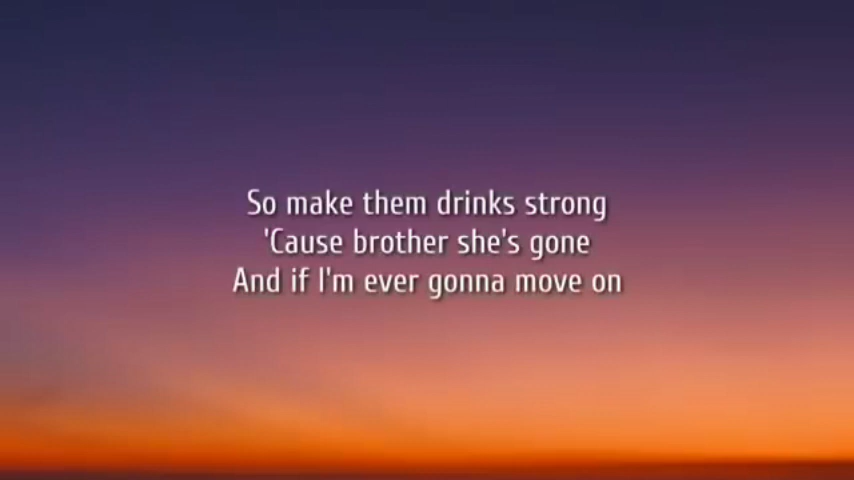 So make them drinks strong
'Cause brother she's gone
And if I'm ever gonna move on